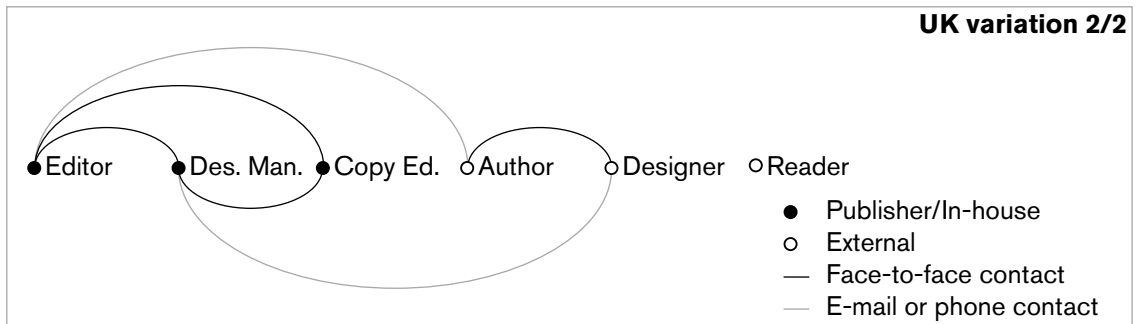 UK variation 2/2
Editor Des. Man. Copy Ed. Author Designer Reader
Publisher/In-house
External
Face-to-face contact
E-mail or phone contact